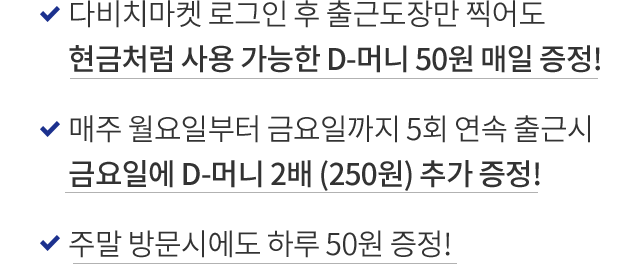 다비치마켓 로그인 후 출근도장만 찍어도
현금처럼 사용 가능한 D-머니 50원 매일 증정!
매주 월요일부터 금요일까지 5회 연속 출근시
금요일에 D-머니 2배 (250원) 추가 증정!
주말 방문시에도 하루 50원 증정!